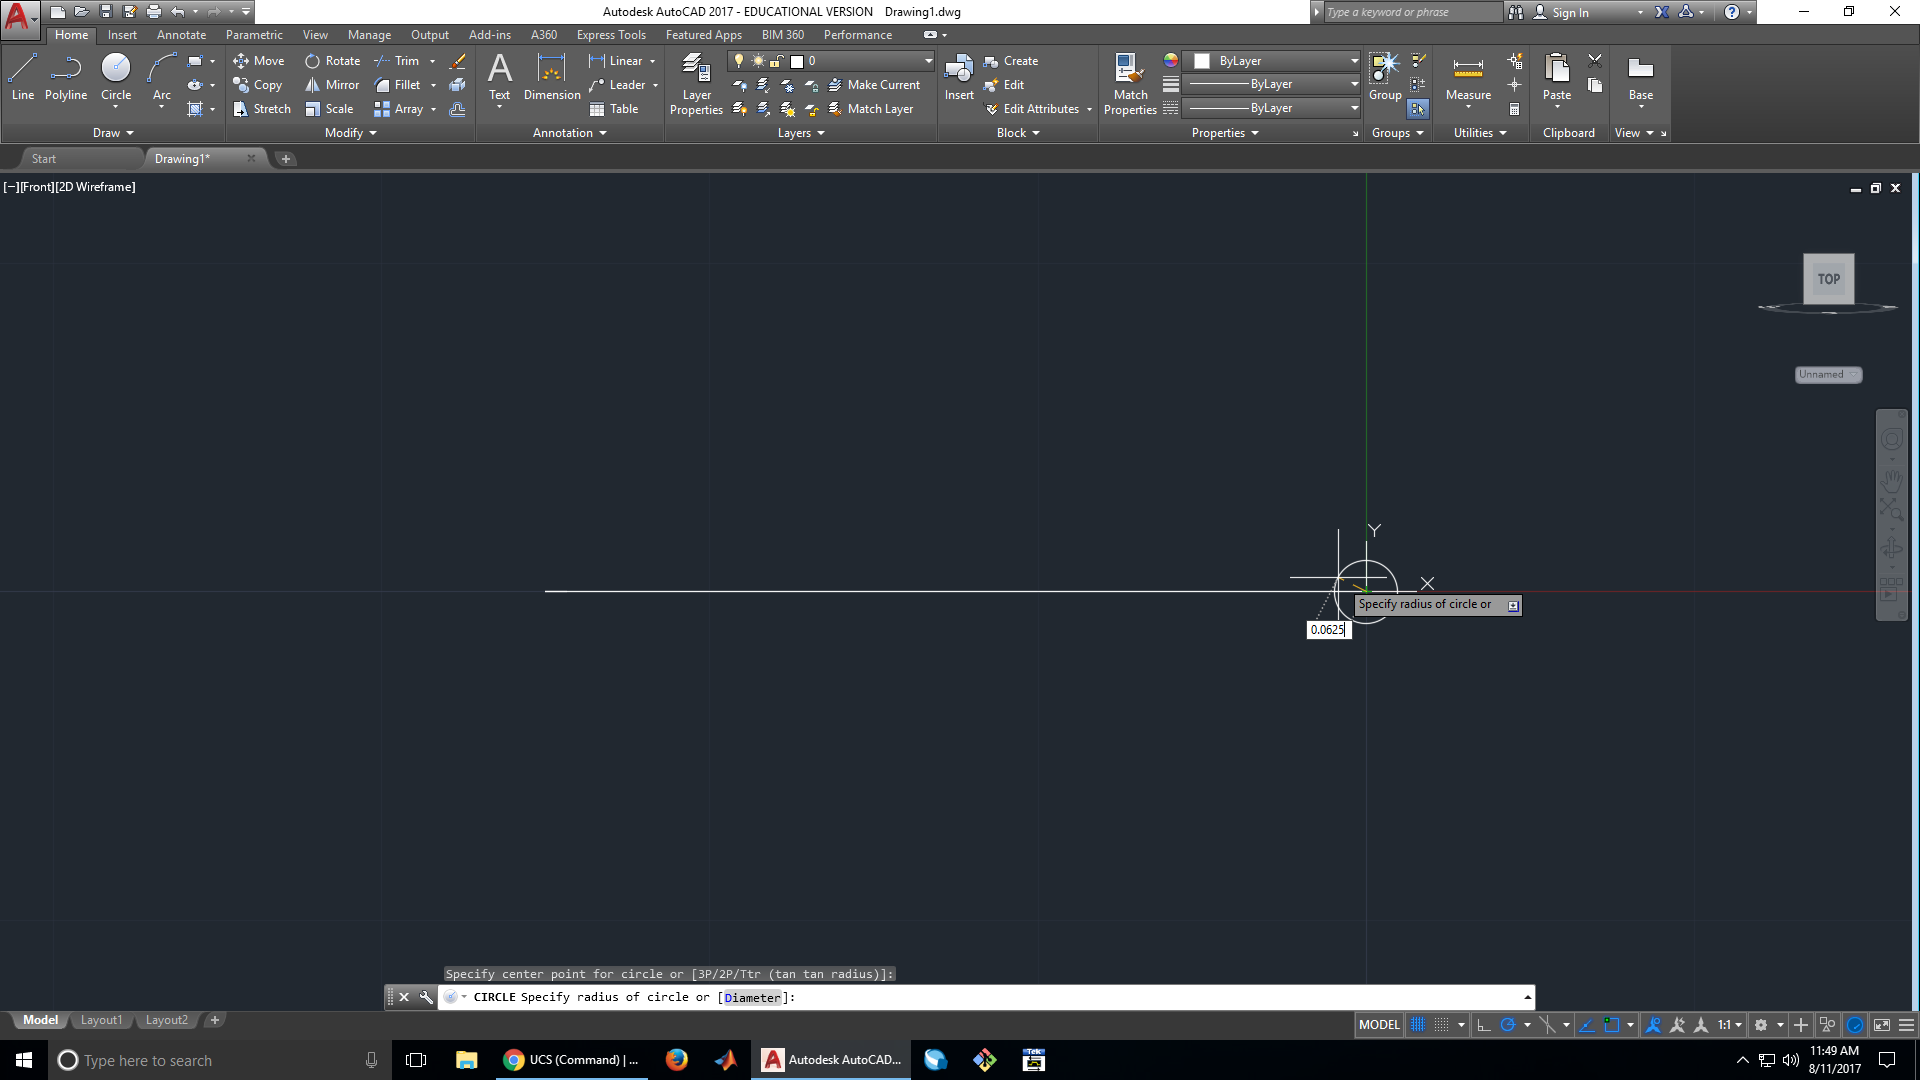 Autodesk AutoCAD 2017 - EDUCATIONAL VERSION Drawing1.dwg
Type a keyword or phrase
Sign In
Home Insert Annotate Parametric View Manage Output Add-ins A360 Express Tools Featured Apps BIM 360 Performance
Line Polyline Circle Arc
Draw
Move Rotate Trim
Copy Mirror Fillet
Stretch Scale Array
Modify
Text Dimension
Linear
Leader
Table
Annotation
Layer Properties
0
Make Current
Match Layer
Layers
Insert
Create
Edit
Edit Attributes
Block
Match Properties
ByLayer
ByLayer
ByLayer
Properties
Group
Groups
Measure
Utilities
Paste
Clipboard
Base
View
Start Drawing1*
[−][Front][2D Wireframe]
TOP
Unnamed
Y
X
Specify radius of circle or
0.0625
Specify center point for circle or [3P/2P/Ttr (tan tan radius)]:
CIRCLE Specify radius of circle or [Diameter]:
Model Layout1 Layout2
MODEL 1:1
Type here to search
UCS (Command) | ...
Autodesk AutoCAD...
Tek
11:49 AM
8/11/2017